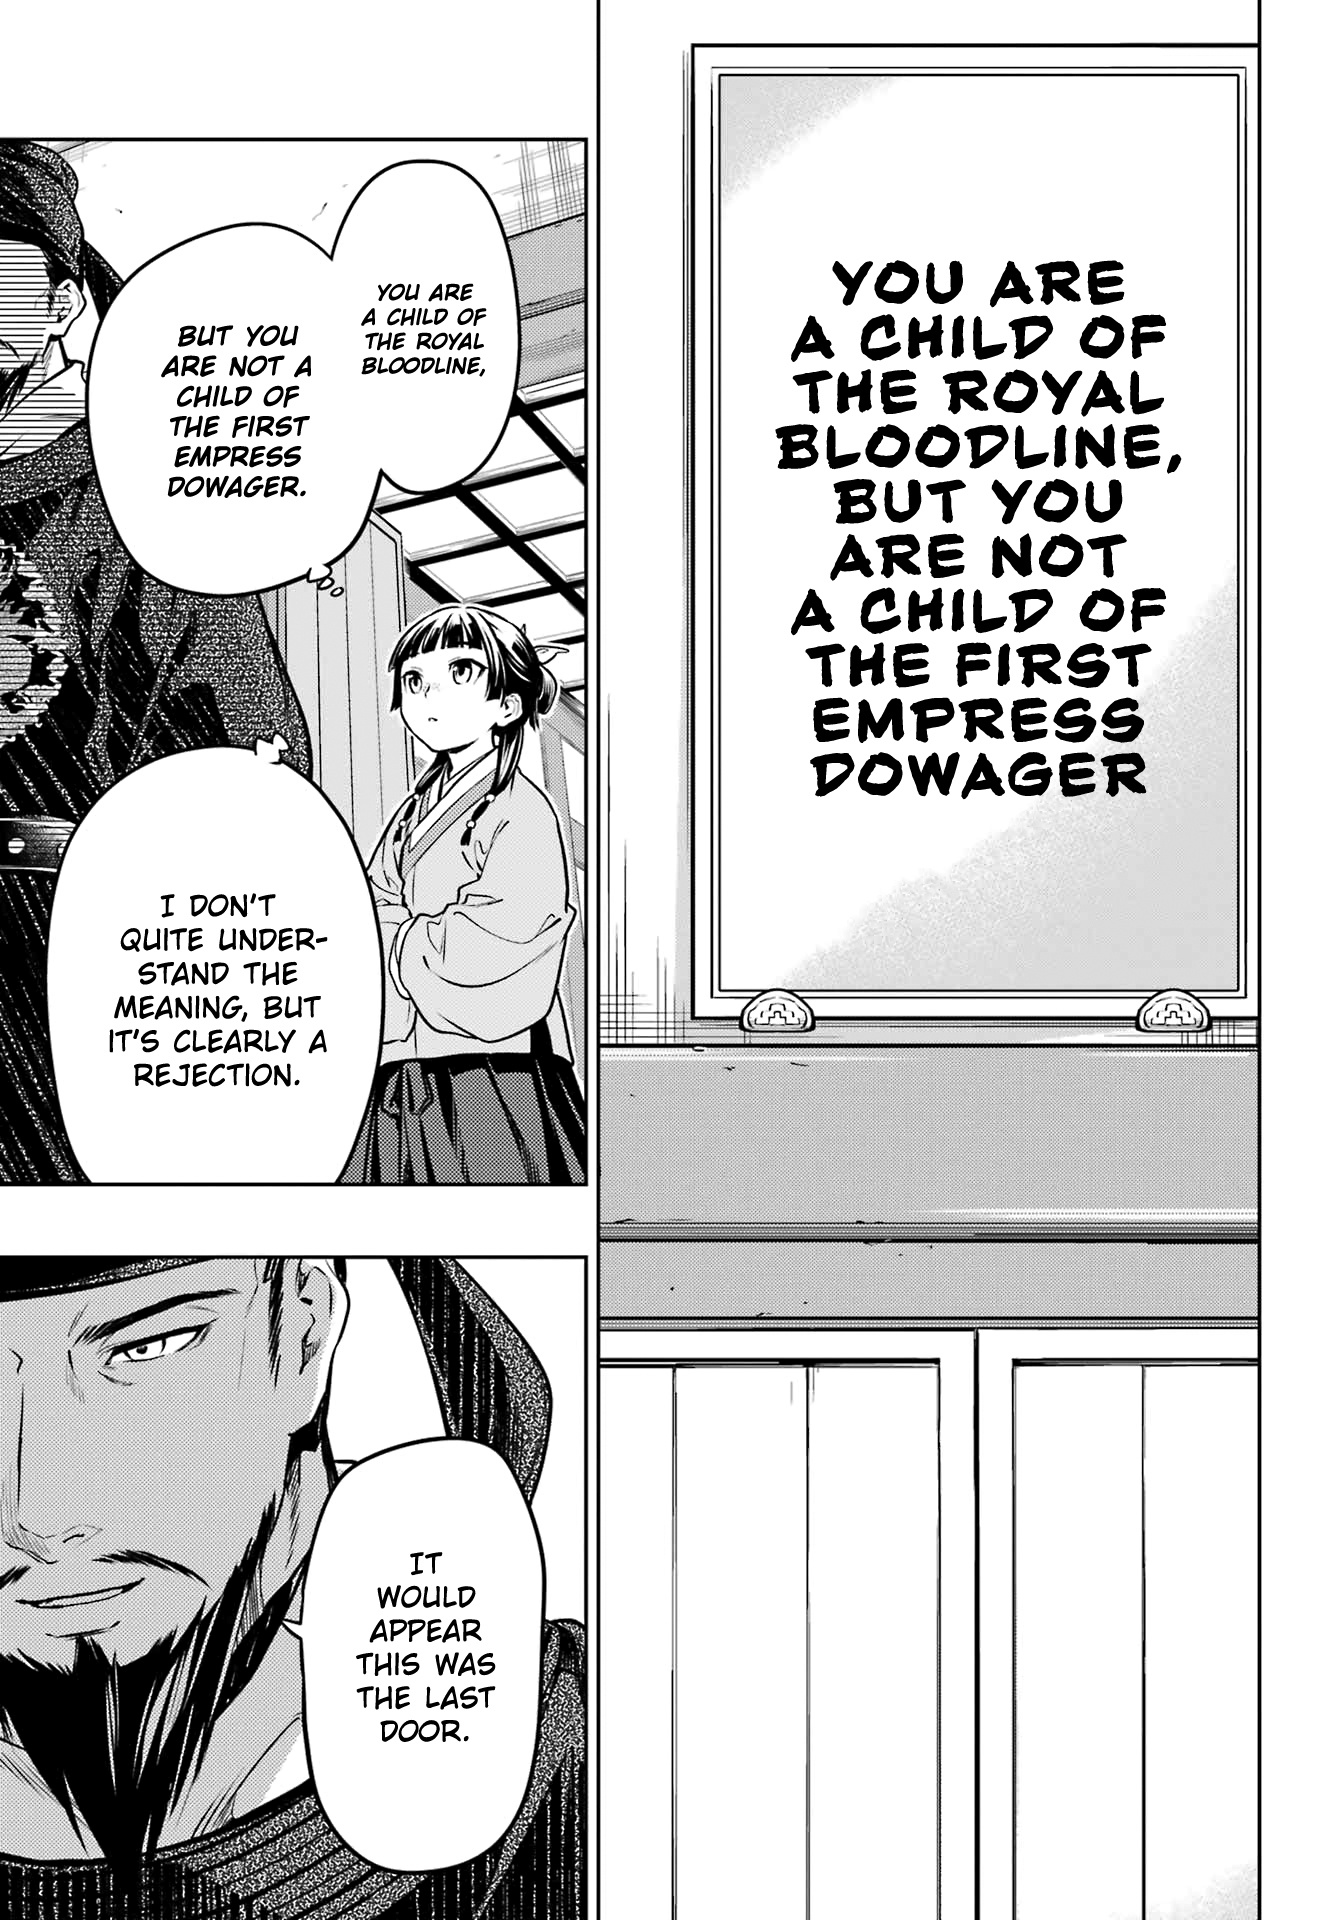 YOU ARE
A CHILD OF
THE ROYAL
BLOODLINE,
BUT YOU
ARE NOT
A CHILD OF
THE FIRST
EMPRESS
DOWAGER
YOU ARE
A CHILD OF
THE ROYAL
BLOODLINE,
BUT YOU
ARE NOT A
CHILD OF
THE FIRST
EMPRESS
DOWAGER.
I DON'T
QUITE UNDER-
STAND THE
MEANING, BUT
IT'S CLEARLY A
REJECTION.
IT
WOULD
APPEAR
THIS WAS
THE LAST
DOOR.